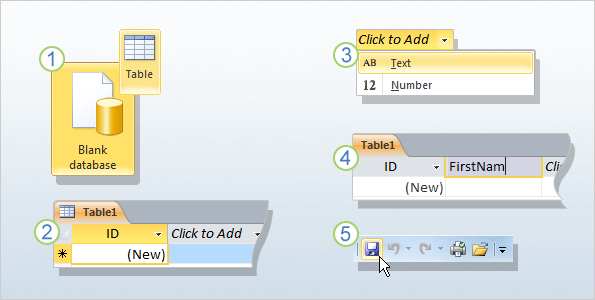 1
Table
Blank
database
2
Table1
ID Click to Add
(New)
3
Click to Add
AB Text
12 Number
4
Table1
ID FirstNam Cli
(New)
5